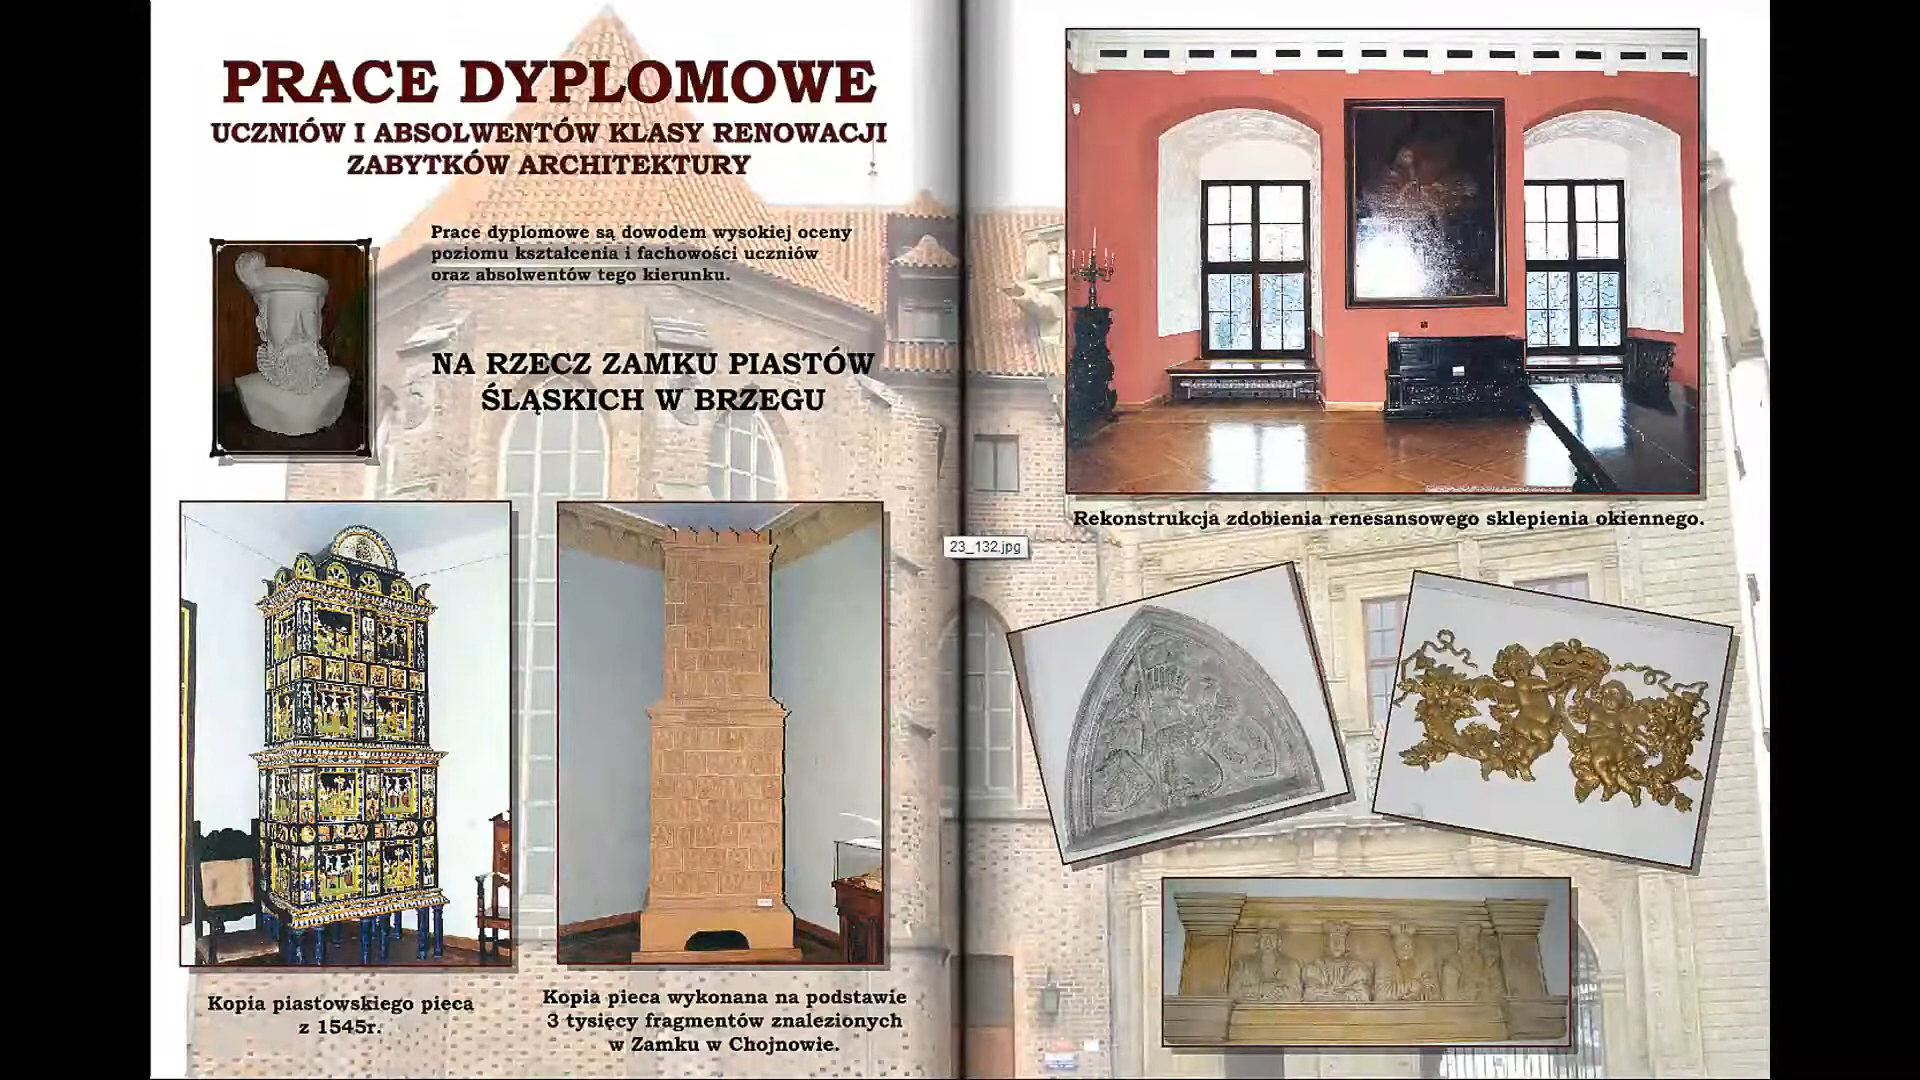 PRACE DYPLOMOWE
UCZNIÓW I ABSOLWENTÓW KLASY RENOWACJI
ZABYTKÓW ARCHITEKTURY
Prace dyplomowe są dowodem wysokiej oceny
poziomu kształcenia i fachowości uczniów
oraz absolwentów tego kierunku.
NA RZECZ ZAMKU PIASTÓW
ŚLĄSKICH W BRZEGU
Kopia piastowskiego pieca
z 1545r.
Kopia pieca wykonana na podstawie
3 tysięcy fragmentów znalezionych
w Zamku w Chojnowie.
Rekonstrukcja zdobienia renesansowego sklepienia okiennego.
23_132.jpg